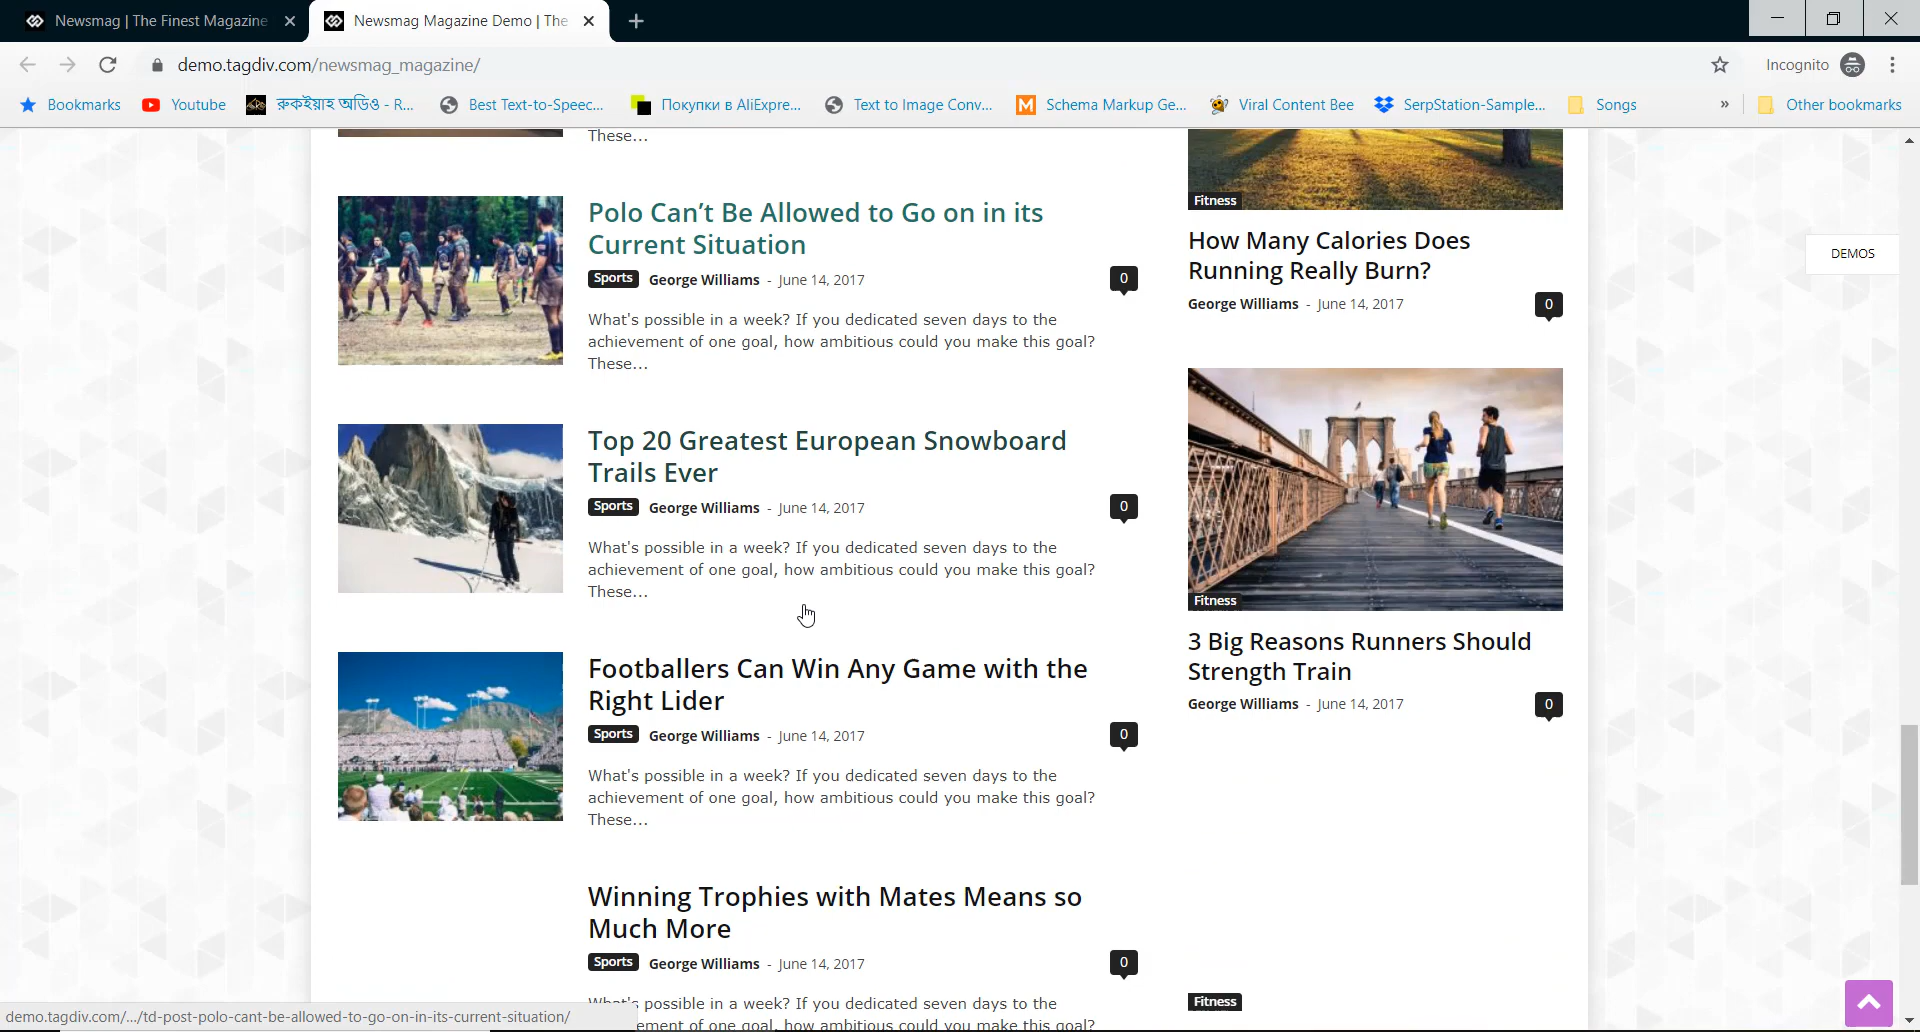 Newsmag | The Finest Magazine
Newsmag Magazine Demo | The
demo.tagdiv.com/newsmag_magazine/
Incognito
Bookmarks
Youtube
রুকইয়াহ অডিও - R...
Best Text-to-Speec...
Покупки в AliExpre...
Text to Image Conv...
Schema Markup Ge...
Viral Content Bee
SerpStation-Sample...
Songs
»
Other bookmarks
These...
Polo Can’t Be Allowed to Go on in its
Current Situation
Sports George Williams - June 14, 2017
0
What's possible in a week? If you dedicated seven days to the
achievement of one goal, how ambitious could you make this goal?
These...
Top 20 Greatest European Snowboard
Trails Ever
Sports George Williams - June 14, 2017
0
What's possible in a week? If you dedicated seven days to the
achievement of one goal, how ambitious could you make this goal?
These...
Footballers Can Win Any Game with the
Right Lider
Sports George Williams - June 14, 2017
0
What's possible in a week? If you dedicated seven days to the
achievement of one goal, how ambitious could you make this goal?
These...
Winning Trophies with Mates Means so
Much More
Sports George Williams - June 14, 2017
0
What's possible in a week? If you dedicated seven days to the
achievement of one goal, how ambitious could you make this goal?
Fitness
How Many Calories Does
Running Really Burn?
George Williams - June 14, 2017
0
Fitness
3 Big Reasons Runners Should
Strength Train
George Williams - June 14, 2017
0
Fitness
DEMOS
demo.tagdiv.com/.../td-post-polo-cant-be-allowed-to-go-on-in-its-current-situation/